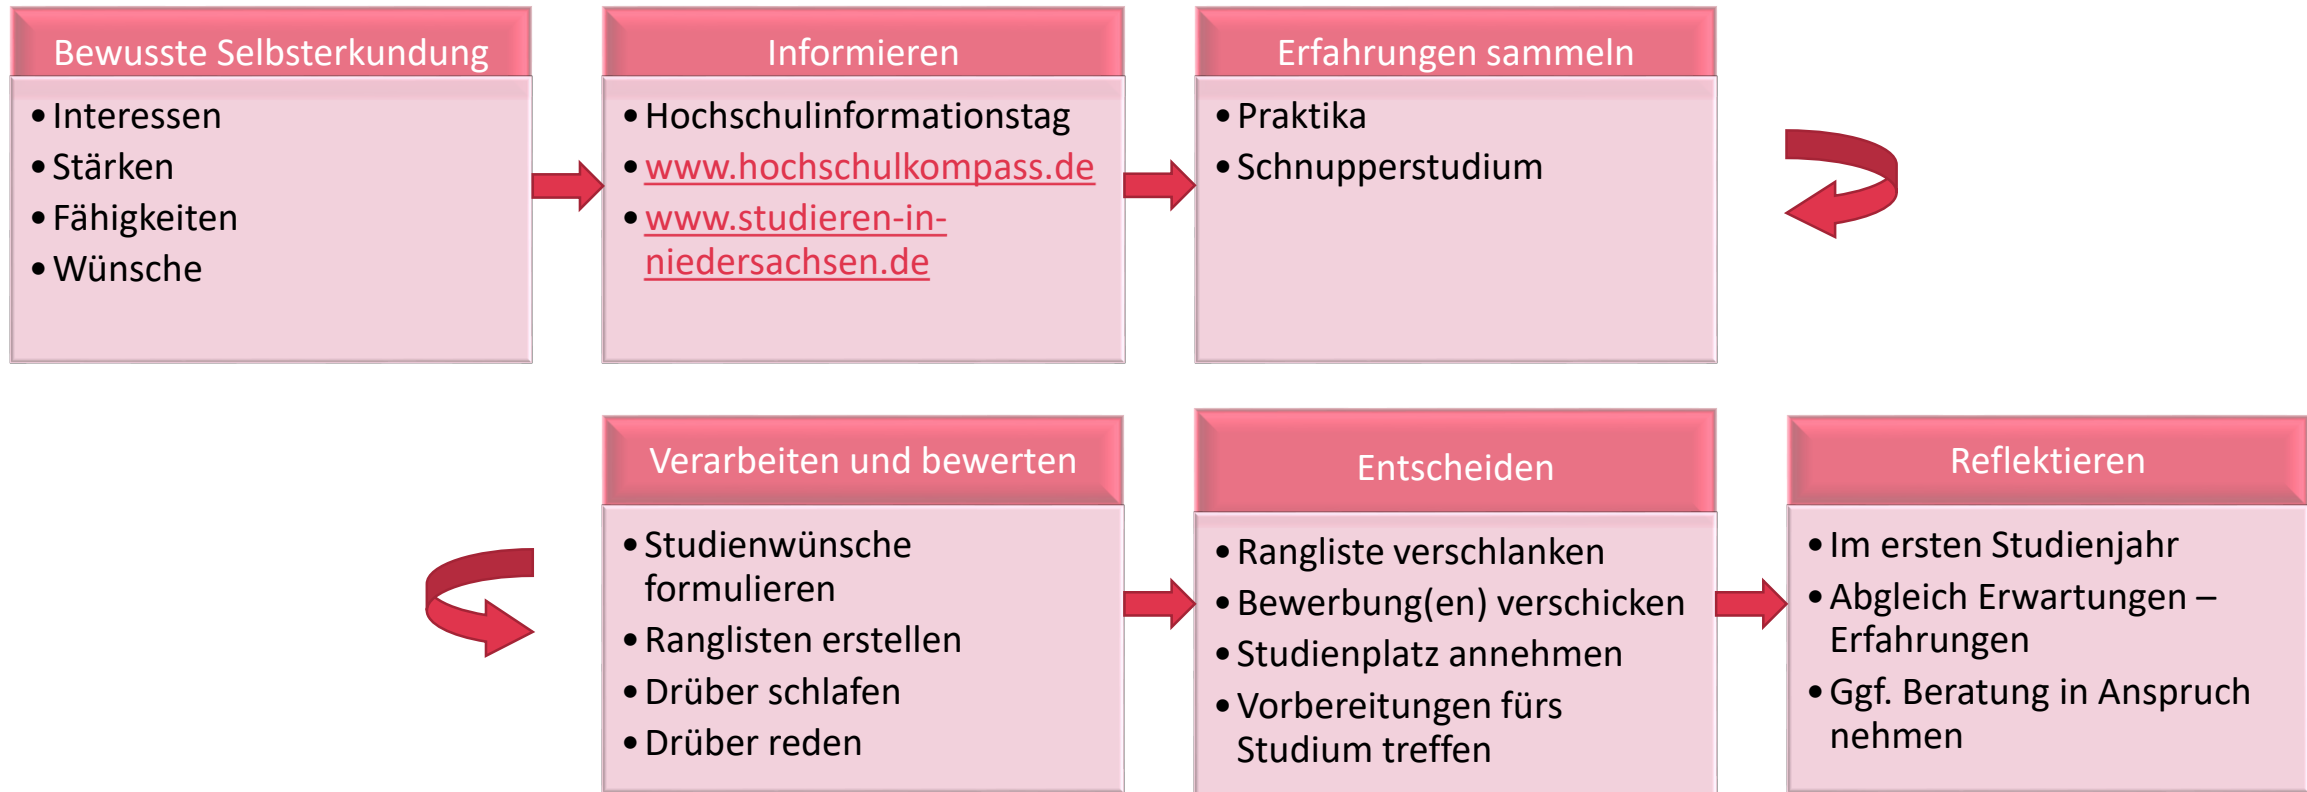 Bewusste Selbsterkundung
• Interessen
• Stärken
• Fähigkeiten
• Wünsche
Informieren
• Hochschulinformationstag
• www.hochschulkompass.de
• www.studieren-in-
niedersachsen.de
Erfahrungen sammeln
• Praktika
• Schnupperstudium
Verarbeiten und bewerten
• Studienwünsche
formulieren
• Ranglisten erstellen
• Drüber schlafen
• Drüber reden
Entscheiden
• Rangliste verschlanken
• Bewerbung(en) verschicken
• Studienplatz annehmen
• Vorbereitungen fürs
Studium treffen
Reflektieren
• Im ersten Studienjahr
• Abgleich Erwartungen –
Erfahrungen
• Ggf. Beratung in Anspruch
nehmen